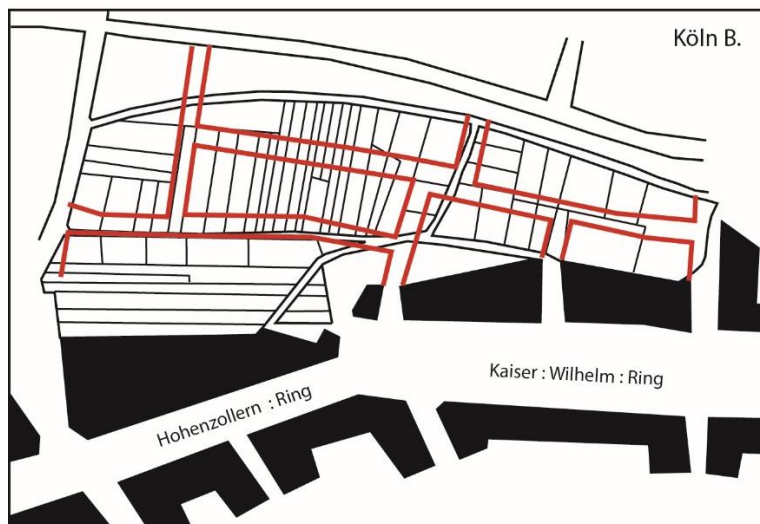 Köln B.
Kaiser : Wilhelm : Ring
Hohenzollern : Ring